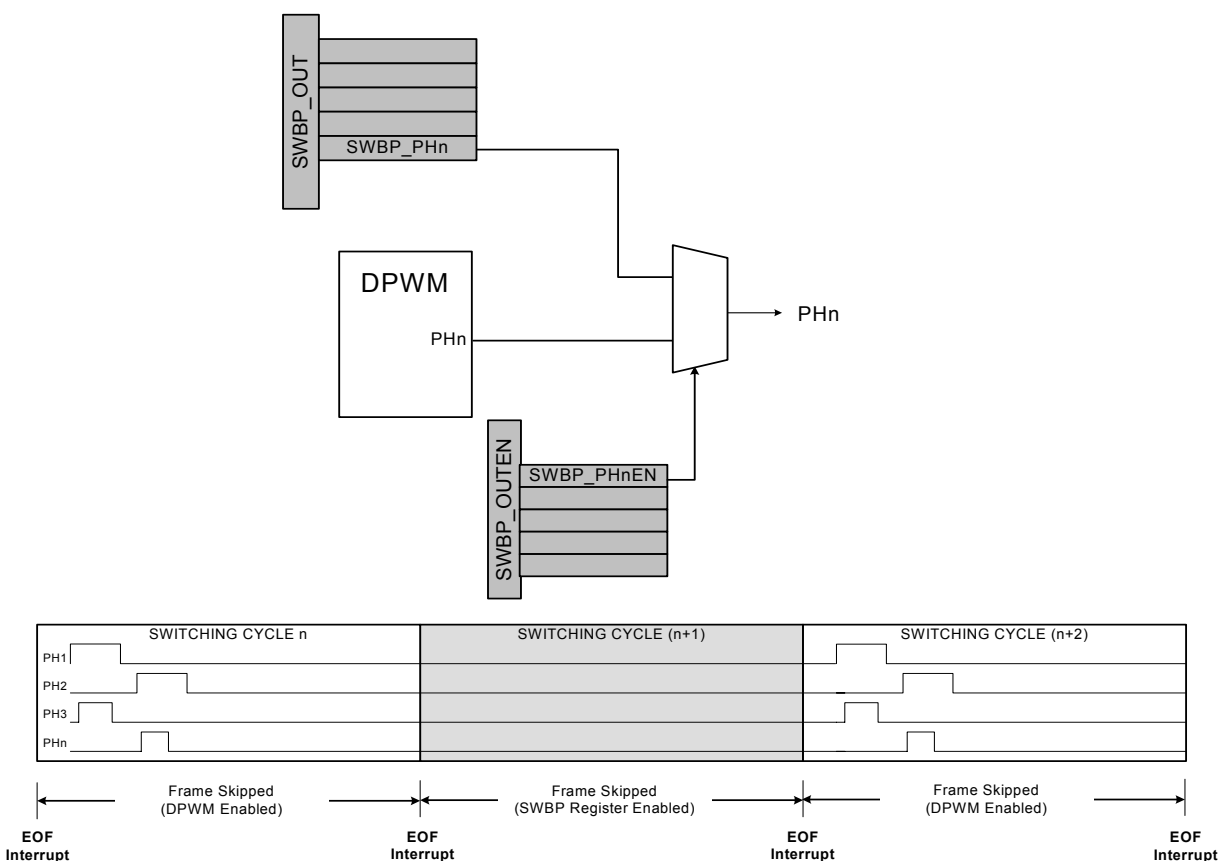 SWBP_OUT
SWBP_PHn
DPWM
PHn
PHn
SWBP_OUTEN
SWBP_PHnEN
SWITCHING CYCLE n
SWITCHING CYCLE (n+1)
SWITCHING CYCLE (n+2)
PH1
PH2
PH3
PHn
Frame Skipped
(DPWM Enabled)
Frame Skipped
(SWBP Register Enabled)
Frame Skipped
(DPWM Enabled)
EOF
Interrupt
EOF
Interrupt
EOF
Interrupt
EOF
Interrupt